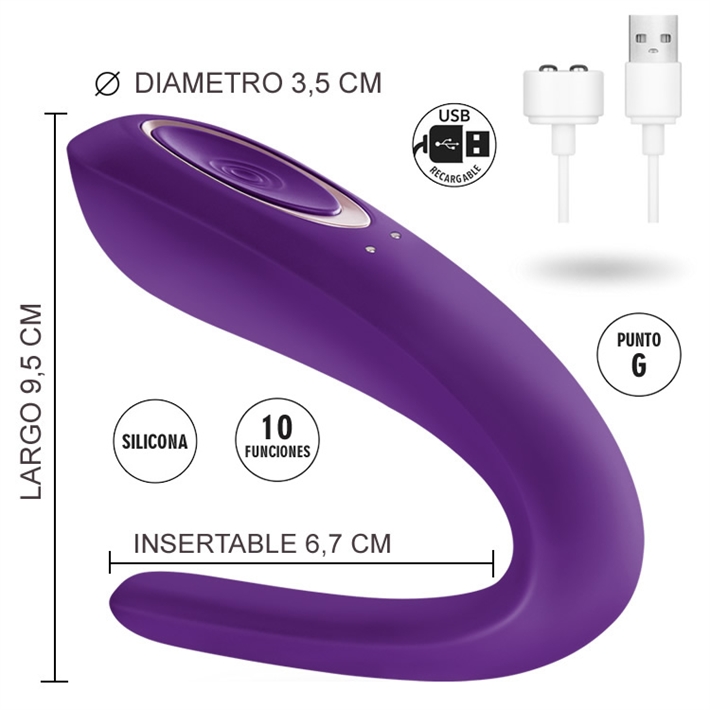 Ø DIAMETRO 3,5 CM
USB
RECARGABLE
LARGO 9,5 CM
PUNTO
G
SILICONA
10
FUNCIONES
INSERTABLE 6,7 CM